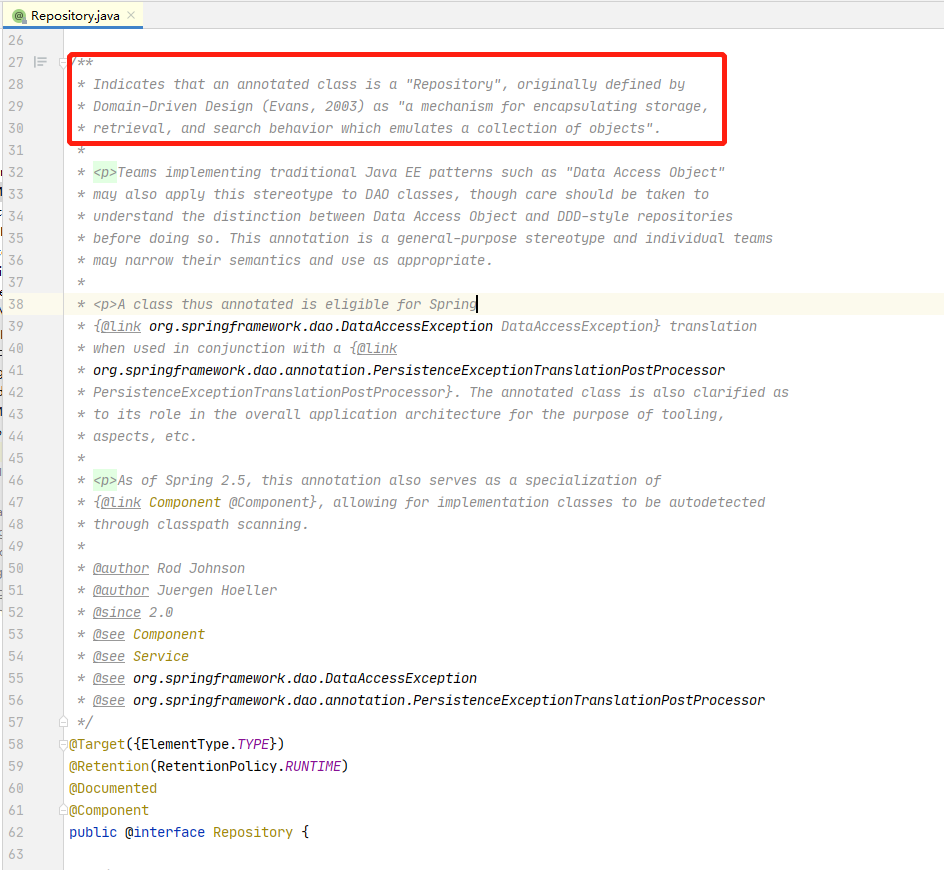 Repository.java
26
27 /**
28 * Indicates that an annotated class is a "Repository", originally defined by
29 * Domain-Driven Design (Evans, 2003) as "a mechanism for encapsulating storage,
30 * retrieval, and search behavior which emulates a collection of objects".
31 *
32 * <p>Teams implementing traditional Java EE patterns such as "Data Access Object"
33 * may also apply this stereotype to DAO classes, though care should be taken to
34 * understand the distinction between Data Access Object and DDD-style repositories
35 * before doing so. This annotation is a general-purpose stereotype and individual teams
36 * may narrow their semantics and use as appropriate.
37 *
38 * <p>A class thus annotated is eligible for Spring
39 * {@link org.springframework.dao.DataAccessException DataAccessException} translation
40 * when used in conjunction with a {@link
41 * org.springframework.dao.annotation.PersistenceExceptionTranslationPostProcessor
42 * PersistenceExceptionTranslationPostProcessor}. The annotated class is also clarified as
43 * to its role in the overall application architecture for the purpose of tooling,
44 * aspects, etc.
45 *
46 * <p>As of Spring 2.5, this annotation also serves as a specialization of
47 * {@link Component @Component}, allowing for implementation classes to be autodetected
48 * through classpath scanning.
49 *
50 * @author Rod Johnson
51 * @author Juergen Hoeller
52 * @since 2.0
53 * @see Component
54 * @see Service
55 * @see org.springframework.dao.DataAccessException
56 * @see org.springframework.dao.annotation.PersistenceExceptionTranslationPostProcessor
57 */
58 @Target({ElementType.TYPE})
59 @Retention(RetentionPolicy.RUNTIME)
60 @Documented
61 @Component
62 public @interface Repository {
63